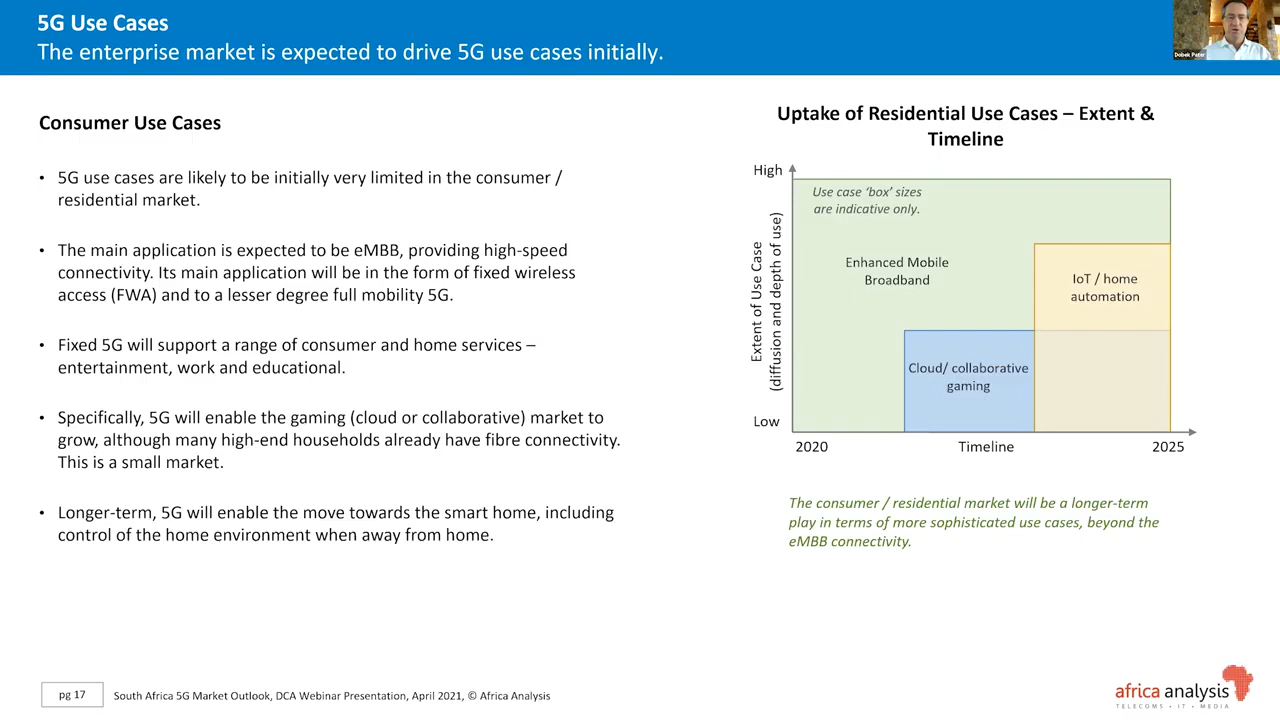 5G Use Cases
The enterprise market is expected to drive 5G use cases initially.
Dobek Pater
Consumer Use Cases
• 5G use cases are likely to be initially very limited in the consumer /
residential market.
• The main application is expected to be eMBB, providing high-speed
connectivity. Its main application will be in the form of fixed wireless
access (FWA) and to a lesser degree full mobility 5G.
• Fixed 5G will support a range of consumer and home services –
entertainment, work and educational.
• Specifically, 5G will enable the gaming (cloud or collaborative) market to
grow, although many high-end households already have fibre connectivity.
This is a small market.
• Longer-term, 5G will enable the move towards the smart home, including
control of the home environment when away from home.
Uptake of Residential Use Cases – Extent &
Timeline
High
Use case ‘box’ sizes
are indicative only.
Extent of Use Case
(diffusion and depth of use)
Enhanced Mobile
Broadband
IoT / home
automation
Cloud/ collaborative
gaming
Low
2020
Timeline
2025
The consumer / residential market will be a longer-term
play in terms of more sophisticated use cases, beyond the
eMBB connectivity.
pg 17
South Africa 5G Market Outlook, DCA Webinar Presentation, April 2021, © Africa Analysis
africa analysis
TELECOMS • IT • MEDIA